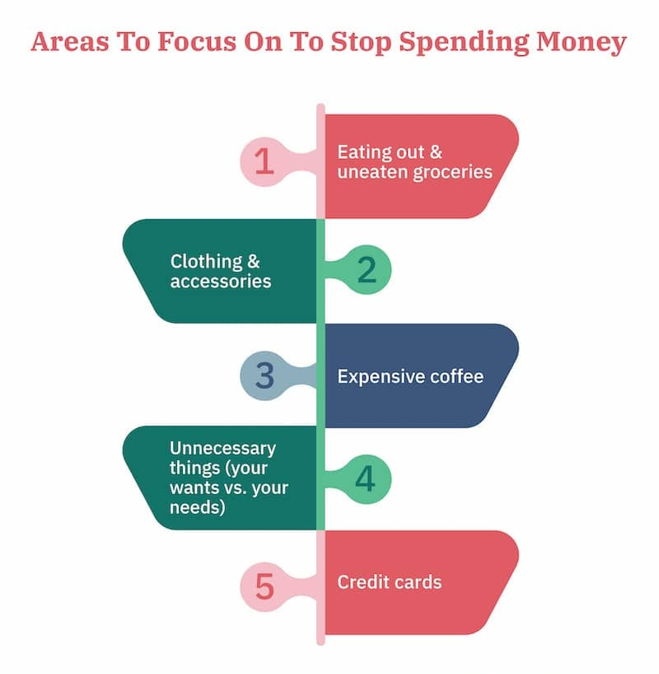 Areas To Focus On To Stop Spending Money
1
Eating out &
uneaten groceries
Clothing &
accessories
2
3
Expensive coffee
Unnecessary
things (your
wants vs. your
needs)
4
5
Credit cards